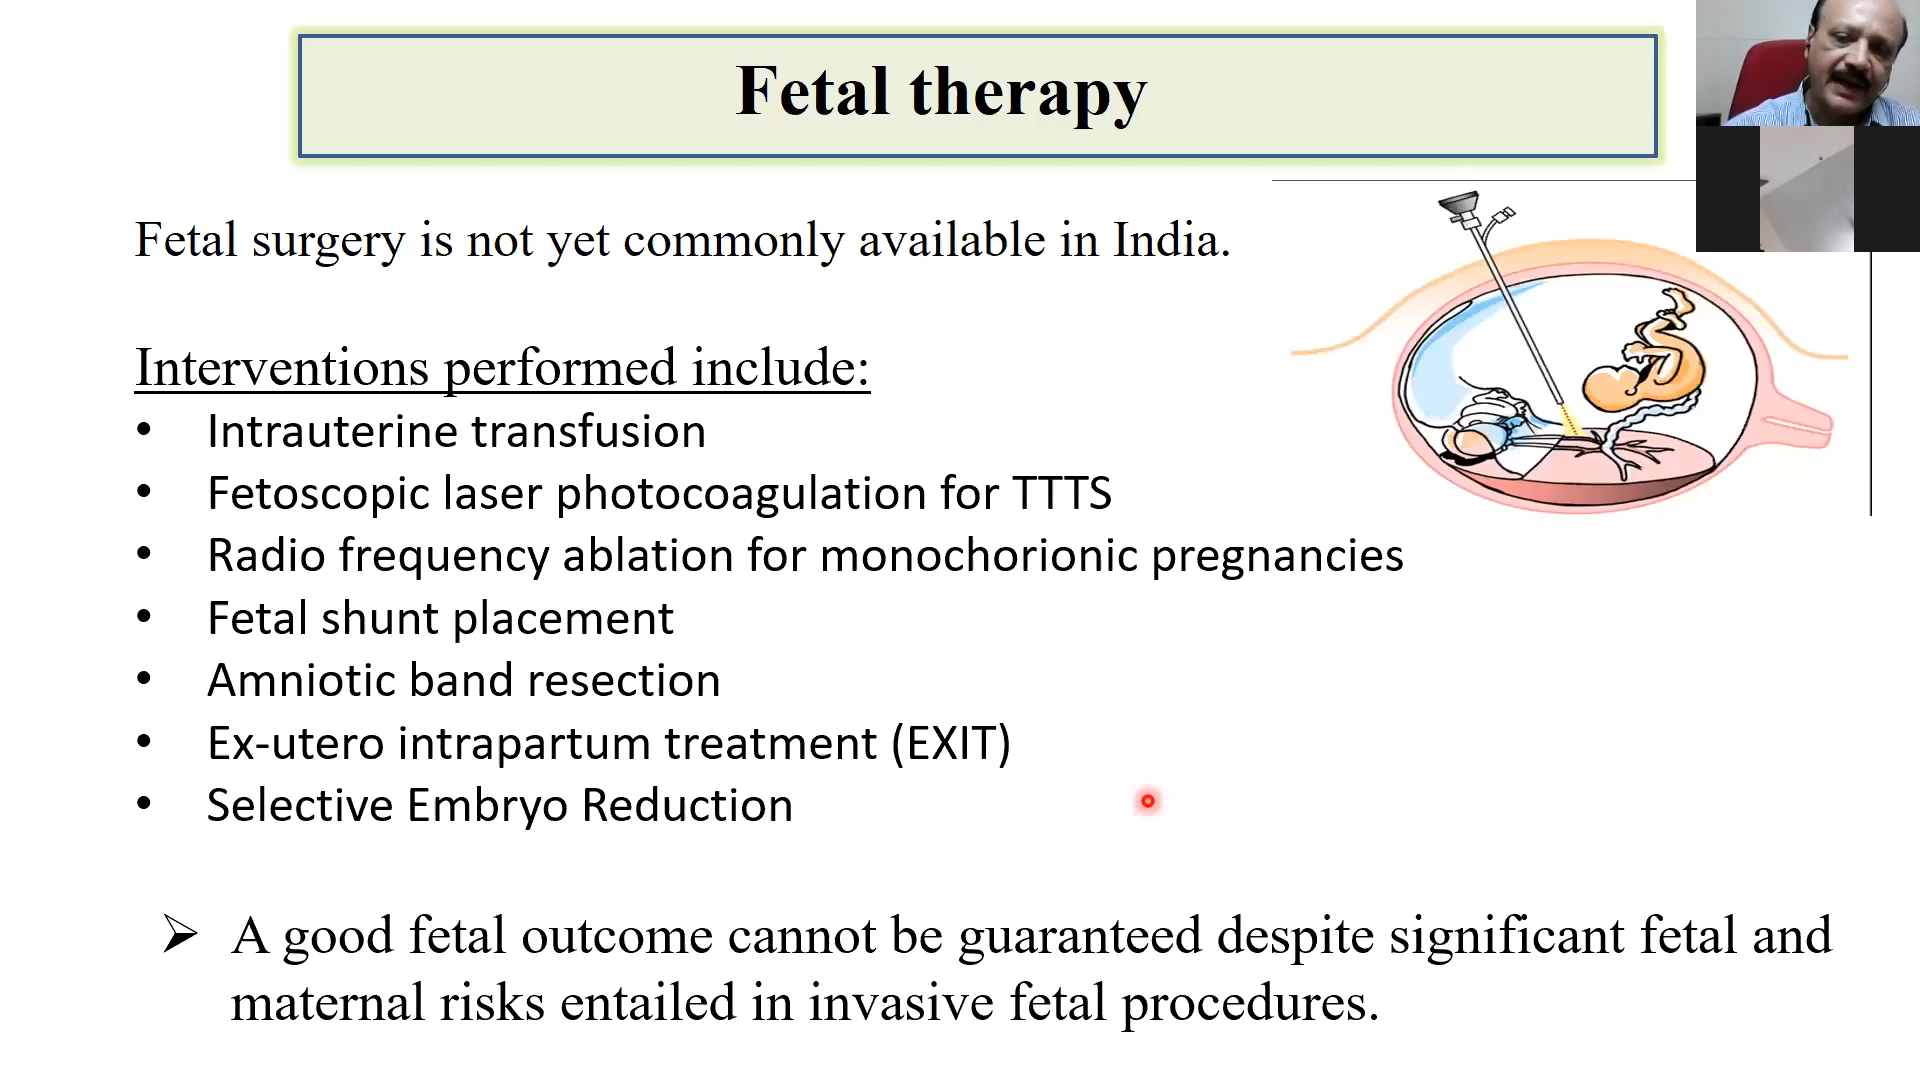 Fetal therapy
Fetal surgery is not yet commonly available in India.
Interventions performed include:
• Intrauterine transfusion
• Fetoscopic laser photocoagulation for TTTS
• Radio frequency ablation for monochorionic pregnancies
• Fetal shunt placement
• Amniotic band resection
• Ex-utero intrapartum treatment (EXIT)
• Selective Embryo Reduction
➢ A good fetal outcome cannot be guaranteed despite significant fetal and
maternal risks entailed in invasive fetal procedures.